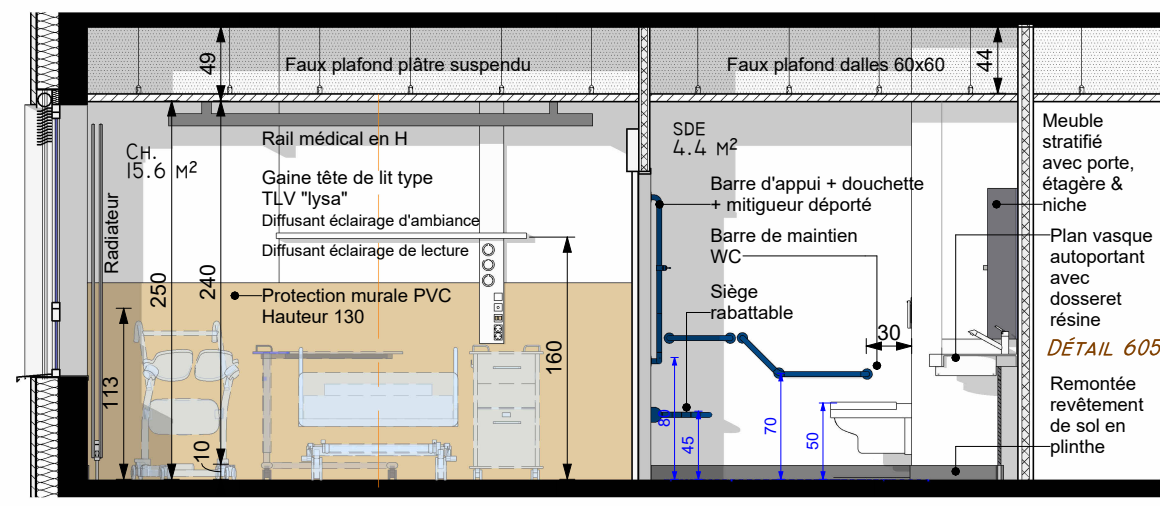 49
Faux plafond plâtre suspendu
Faux plafond dalles 60x60
44
CH.
15.6 M²
Radiateur
250
240
113
10
Rail médical en H
Gaine tête de lit type
TLV "lysa"
Diffusant éclairage d'ambiance
Diffusant éclairage de lecture
Protection murale PVC
Hauteur 130
160
SDE
4.4 M²
Barre d'appui + douchette
+ mitigueur déporté
Barre de maintien
WC
Siège
rabattable
30
80
45
70
50
Meuble
stratifié
avec porte,
étagère &
niche
Plan vasque
autoportant
avec
dosseret
résine
DÉTAIL 605
Remontée
revêtement
de sol en
plinthe